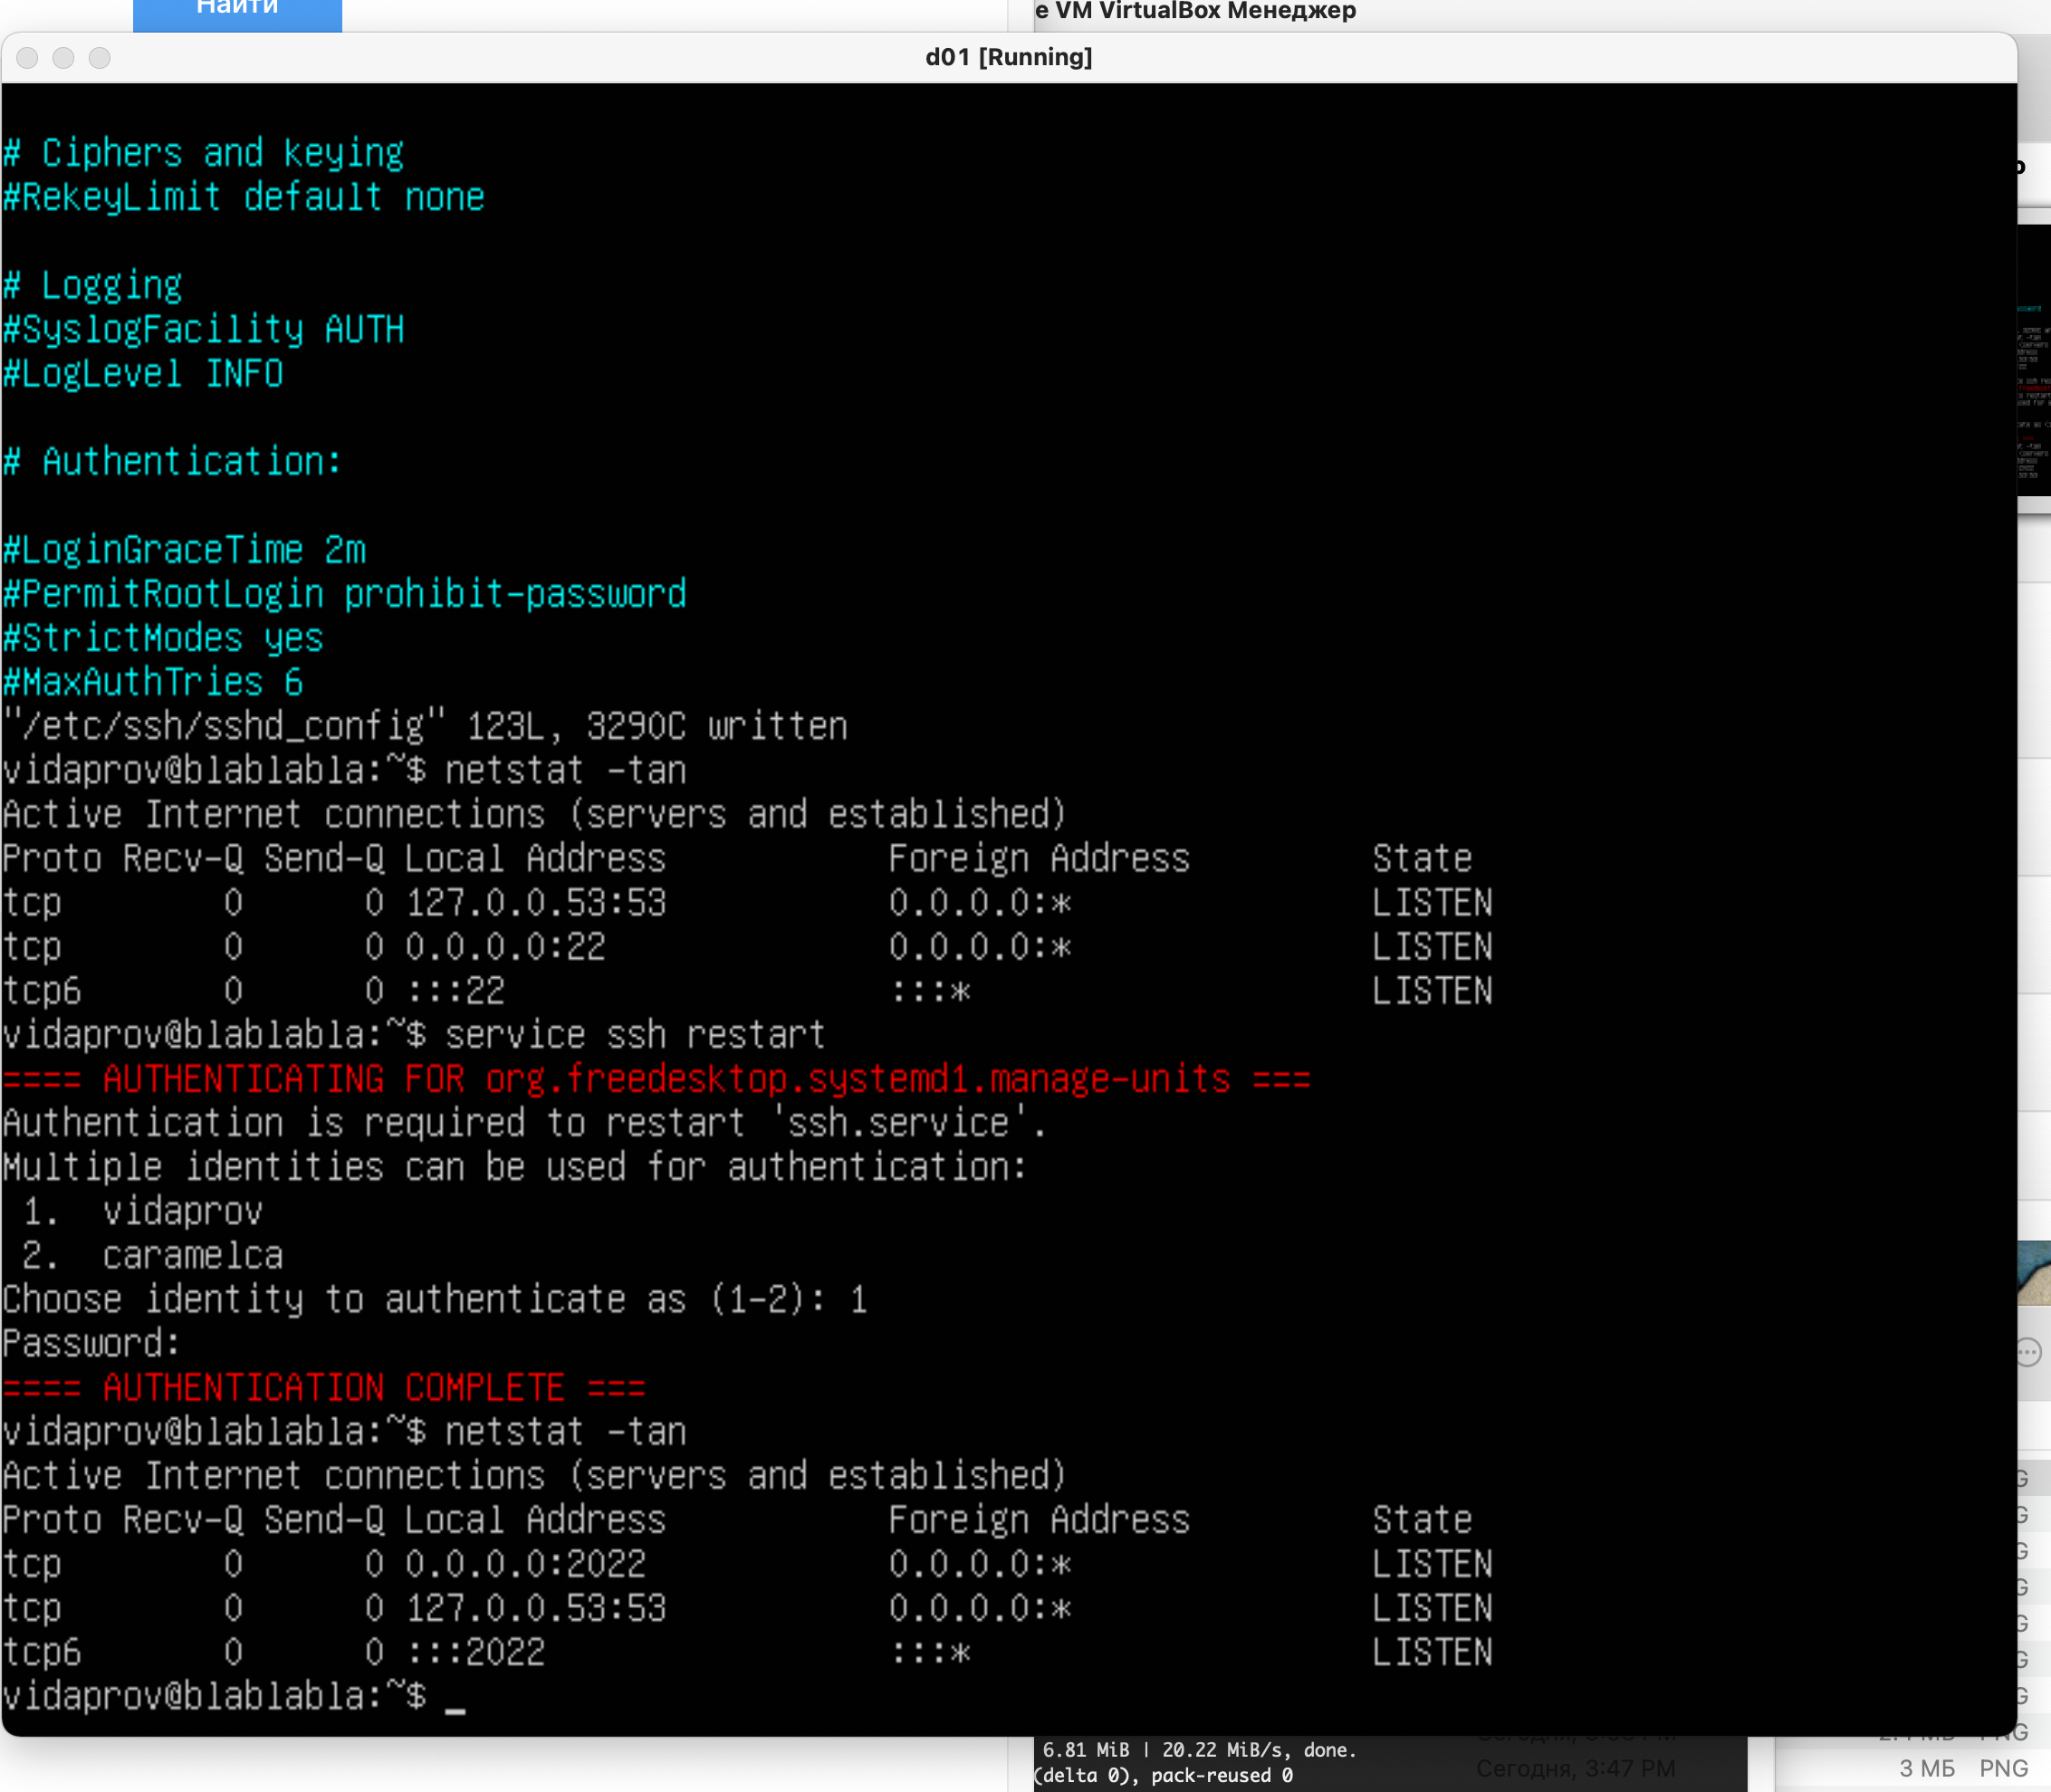 Найти
e VM VirtualBox Менеджер
d01 [Running]
# Ciphers and keying
#RekeyLimit default none
# Logging
#SyslogFacility AUTH
#LogLevel INFO
# Authentication:
#LoginGraceTime 2m
#PermitRootLogin prohibit-password
#StrictModes yes
#MaxAuthTries 6
"/etc/ssh/sshd_config" 123L, 3290C written
vidaprov@blablabla:~$ netstat -tan
Active Internet connections (servers and established)
Proto Recv-Q Send-Q Local Address Foreign Address State
tcp 0 0 127.0.0.53:53 0.0.0.0:* LISTEN
tcp 0 0 0.0.0.0:22 0.0.0.0:* LISTEN
tcp6 0 0 :::22 :::* LISTEN
vidaprov@blablabla:~$ service ssh restart
==== AUTHENTICATING FOR org.freedesktop.systemd1.manage-units ===
Authentication is required to restart 'ssh.service'.
Multiple identities can be used for authentication:
1. vidaprov
2. caramelca
Choose identity to authenticate as (1-2): 1
Password:
==== AUTHENTICATION COMPLETE ===
vidaprov@blablabla:~$ netstat -tan
Active Internet connections (servers and established)
Proto Recv-Q Send-Q Local Address Foreign Address State
tcp 0 0 0.0.0.0:2022 0.0.0.0:* LISTEN
tcp 0 0 127.0.0.53:53 0.0.0.0:* LISTEN
tcp6 0 0 :::2022 :::* LISTEN
vidaprov@blablabla:~$ _
6.81 MiB | 20.22 MiB/s, done.
(delta 0), pack-reused 0
Сегодня, 3:47 PM 3 МБ PNG